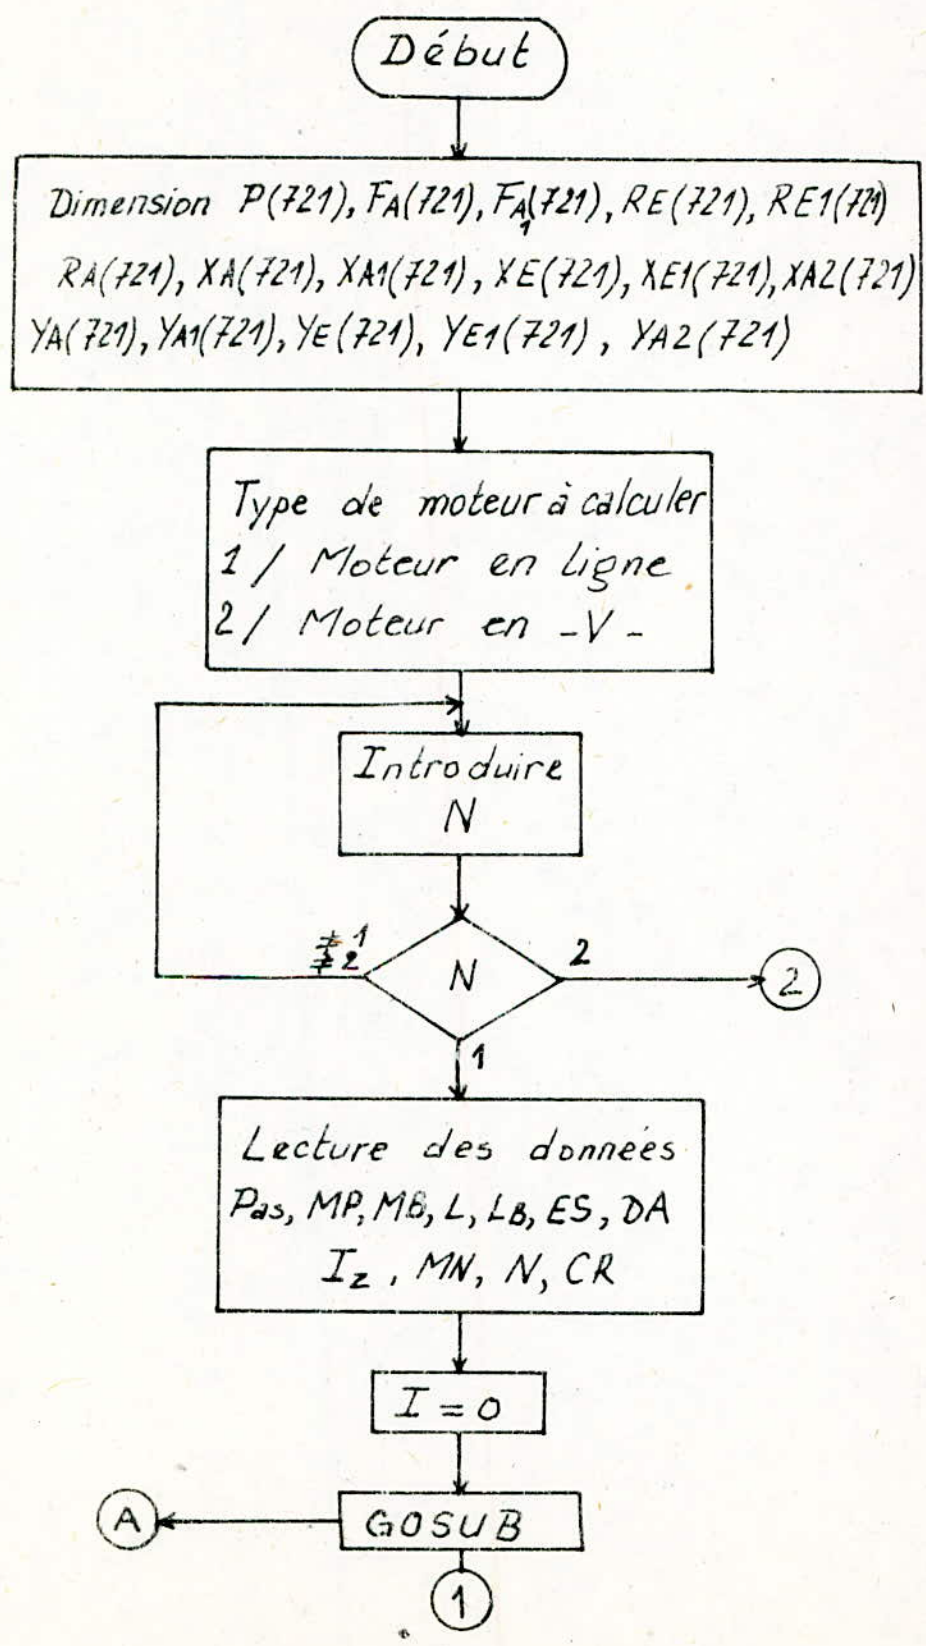 Début
Dimension P(721), FA(721), FA1(721), RE(721), RE1(721)
RA(721), XA(721), XA1(721), XE(721), XE1(721), XA2(721)
YA(721), YA1(721), YE(721), YE1(721), YA2(721)
Type de moteur à calculer
1/ Moteur en ligne
2/ Moteur en -V-
Introduire
N
≠ 1
≠ 2
N
2
2
1
Lecture des données
Pas, MP, MB, L, LB, ES, DA
Iz, MN, N, CR
I = 0
A
GOSUB
1